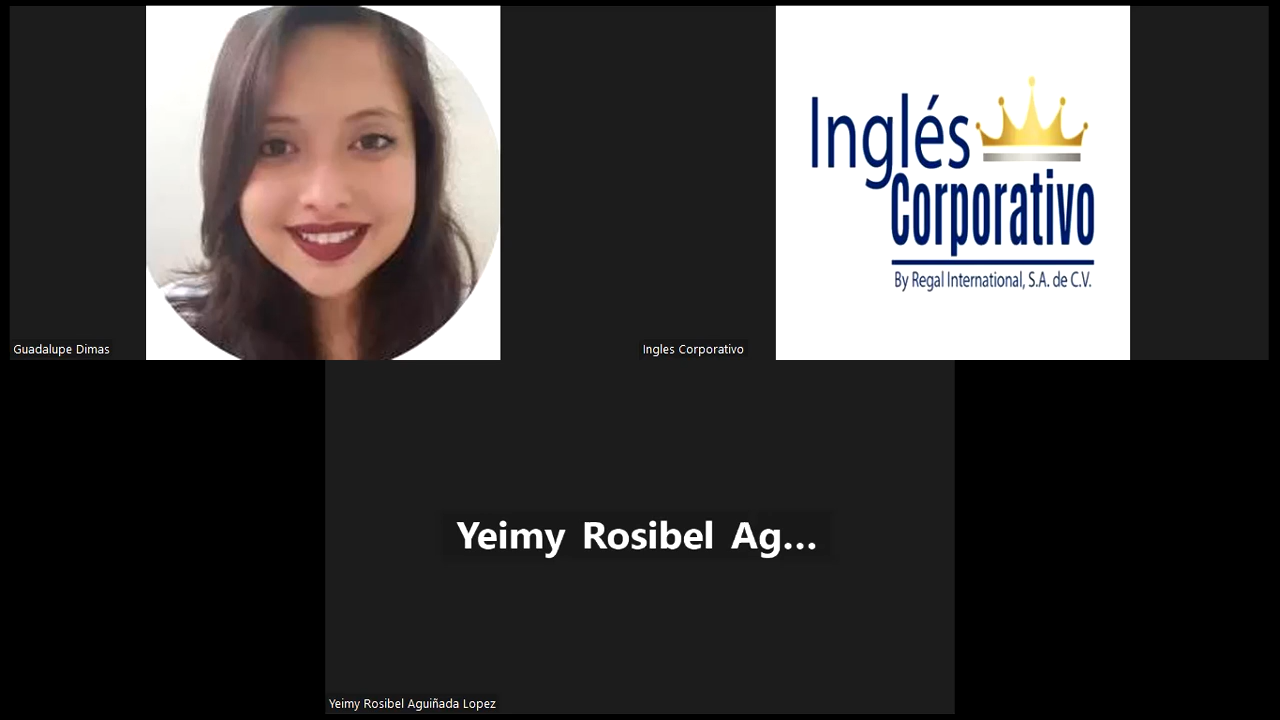 Inglés
Corporativo
By Regal International, S.A. de C.V.
Guadalupe Dimas
Ingles Corporativo
Yeimy Rosibel Ag...
Yeimy Rosibel Aguiñada Lopez